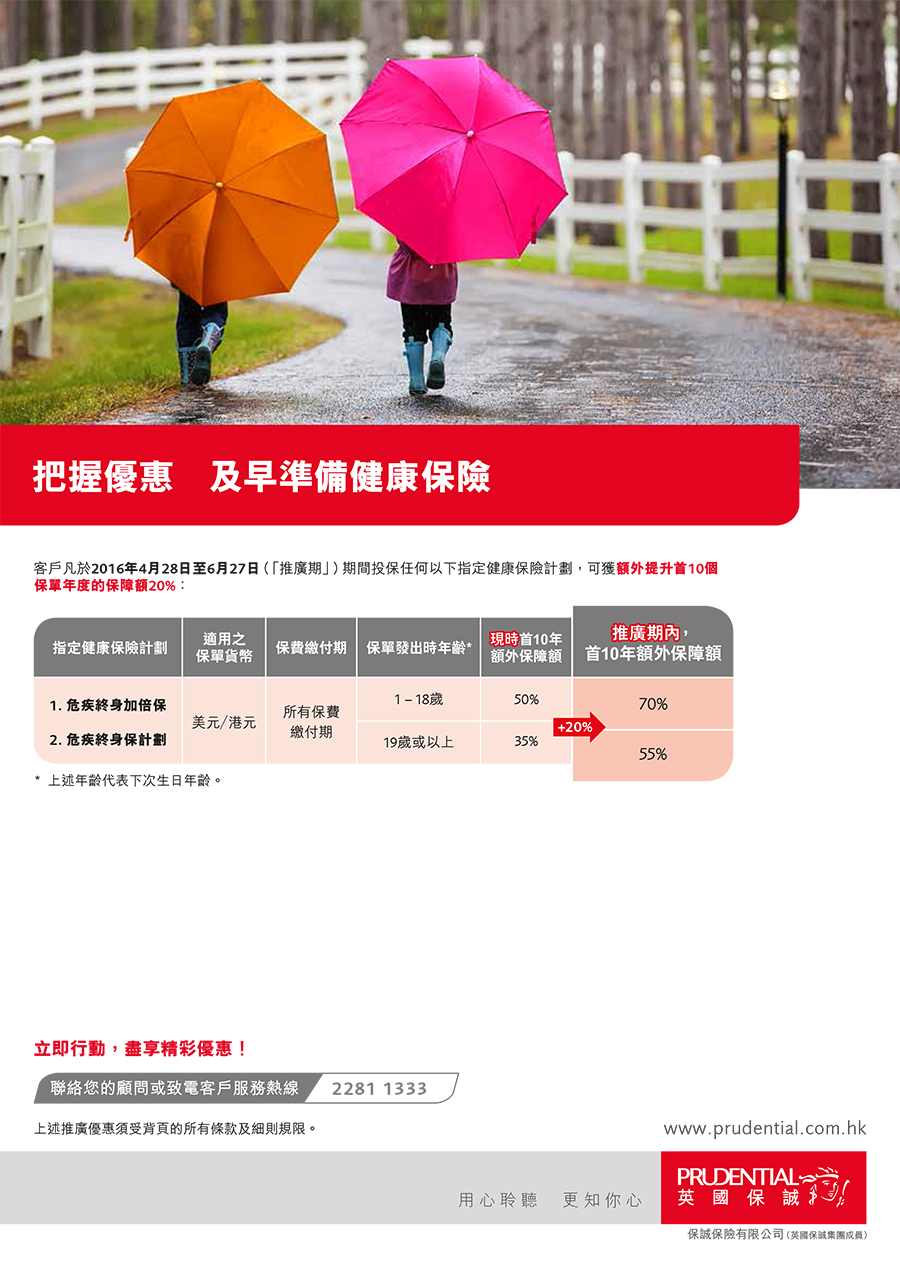 把握優惠　及早準備健康保險
客戶凡於2016年4月28日至6月27日（「推廣期」）期間投保任何以下指定健康保險計劃，可獲額外提升首10個
保單年度的保障額20%：
指定健康保險計劃
適用之
保單貨幣
保費繳付期
保單發出時年齡*
現時首10年
額外保障額
推廣期內，
首10年額外保障額
1. 危疾終身加倍保
2. 危疾終身保計劃
美元/港元
所有保費
繳付期
1 – 18歲
50%
70%
+20%
19歲或以上
35%
55%
* 上述年齡代表下次生日年齡。
立即行動，盡享精彩優惠！
聯絡您的顧問或致電客戶服務熱線 2281 1333
上述推廣優惠須受背頁的所有條款及細則規限。
www.prudential.com.hk
用心聆聽　更知你心
PRUDENTIAL
英國保誠
保誠保險有限公司（英國保誠集團成員）